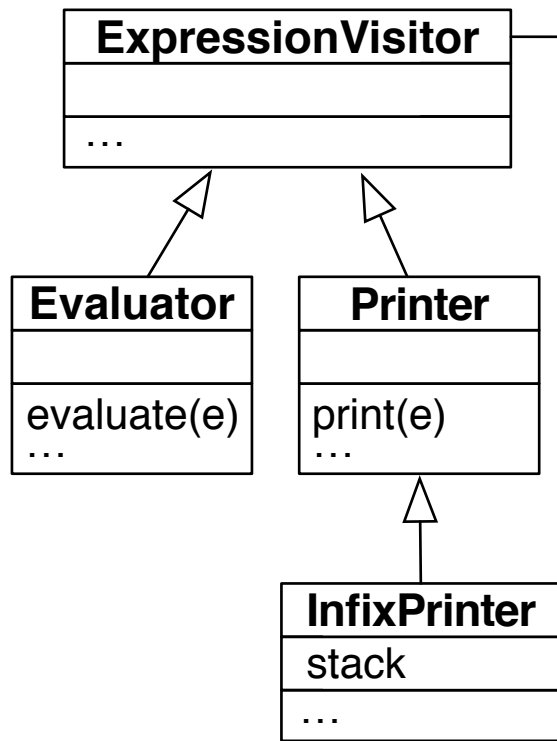 ExpressionVisitor
...
Evaluator
evaluate(e)
...
Printer
print(e)
...
InfixPrinter
stack
...